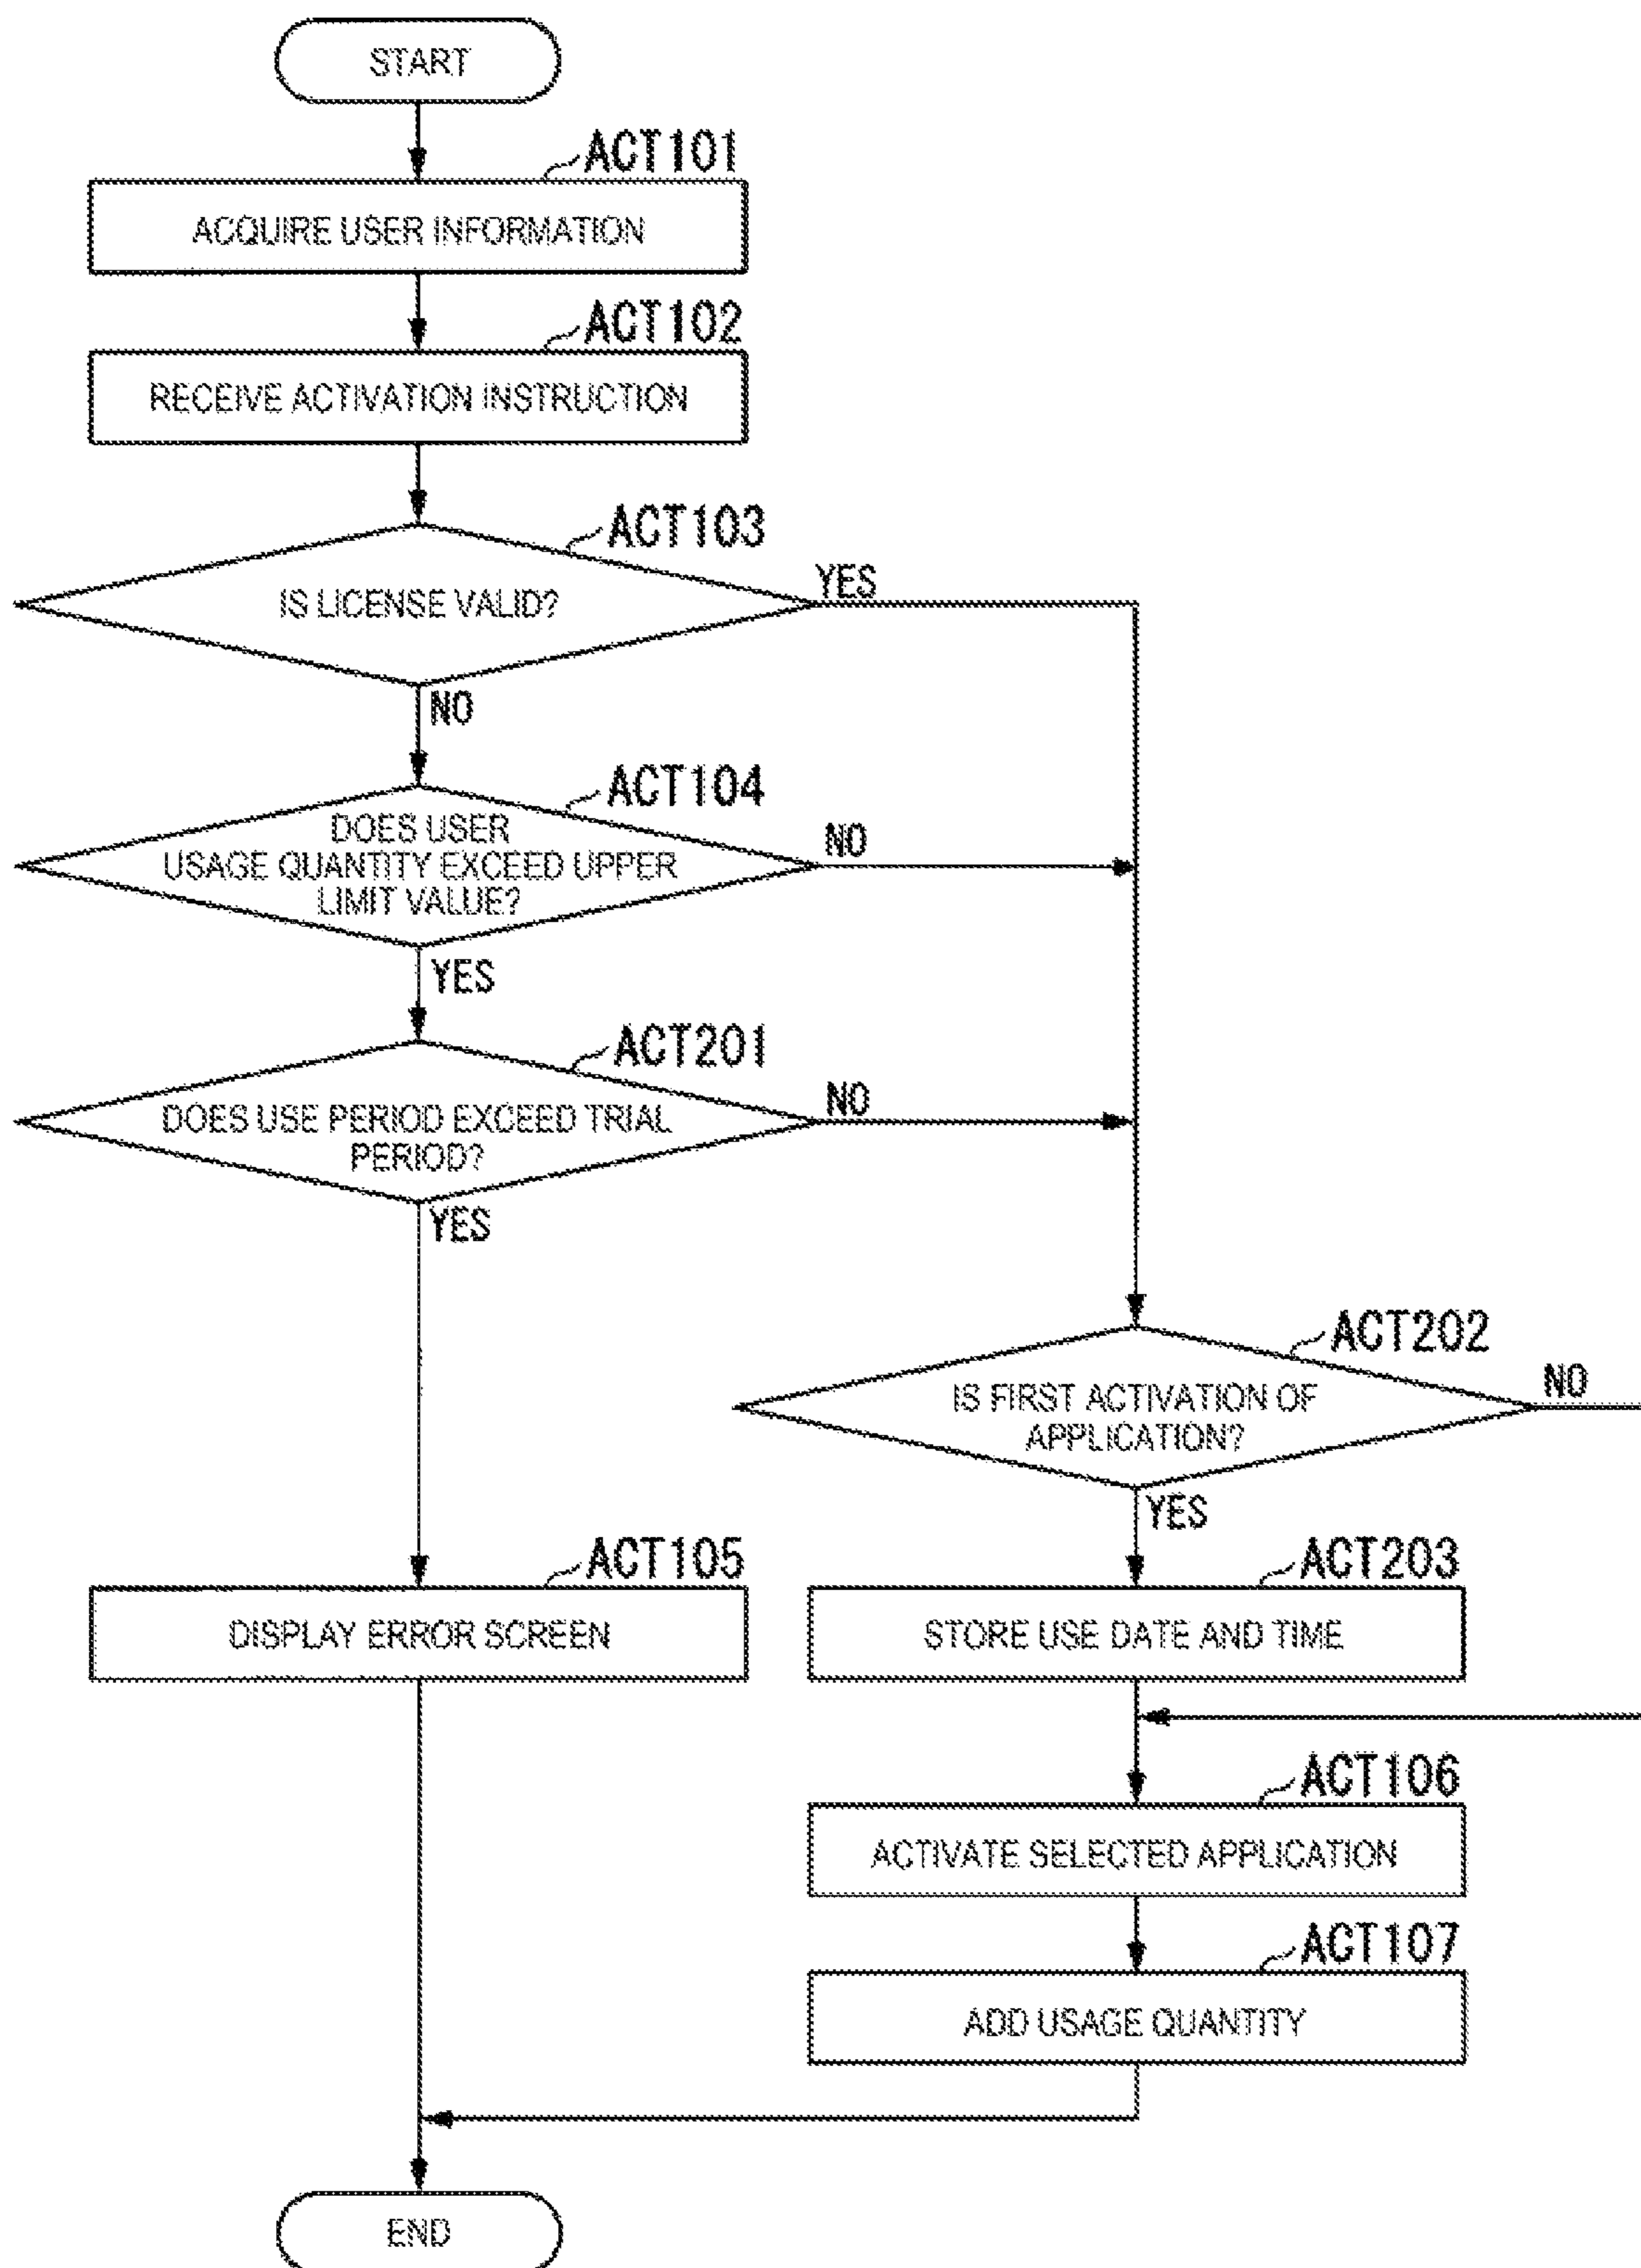 START
ACT101
ACQUIRE USER INFORMATION
ACT102
RECEIVE ACTIVATION INSTRUCTION
ACT103
IS LICENSE VALID?
YES
NO
ACT104
DOES USER
USAGE QUANTITY EXCEED UPPER
LIMIT VALUE?
NO
YES
ACT201
DOES USE PERIOD EXCEED TRIAL
PERIOD?
NO
YES
ACT202
IS FIRST ACTIVATION OF
APPLICATION?
NO
YES
ACT105
DISPLAY ERROR SCREEN
ACT203
STORE USE DATE AND TIME
ACT106
ACTIVATE SELECTED APPLICATION
ACT107
ADD USAGE QUANTITY
END